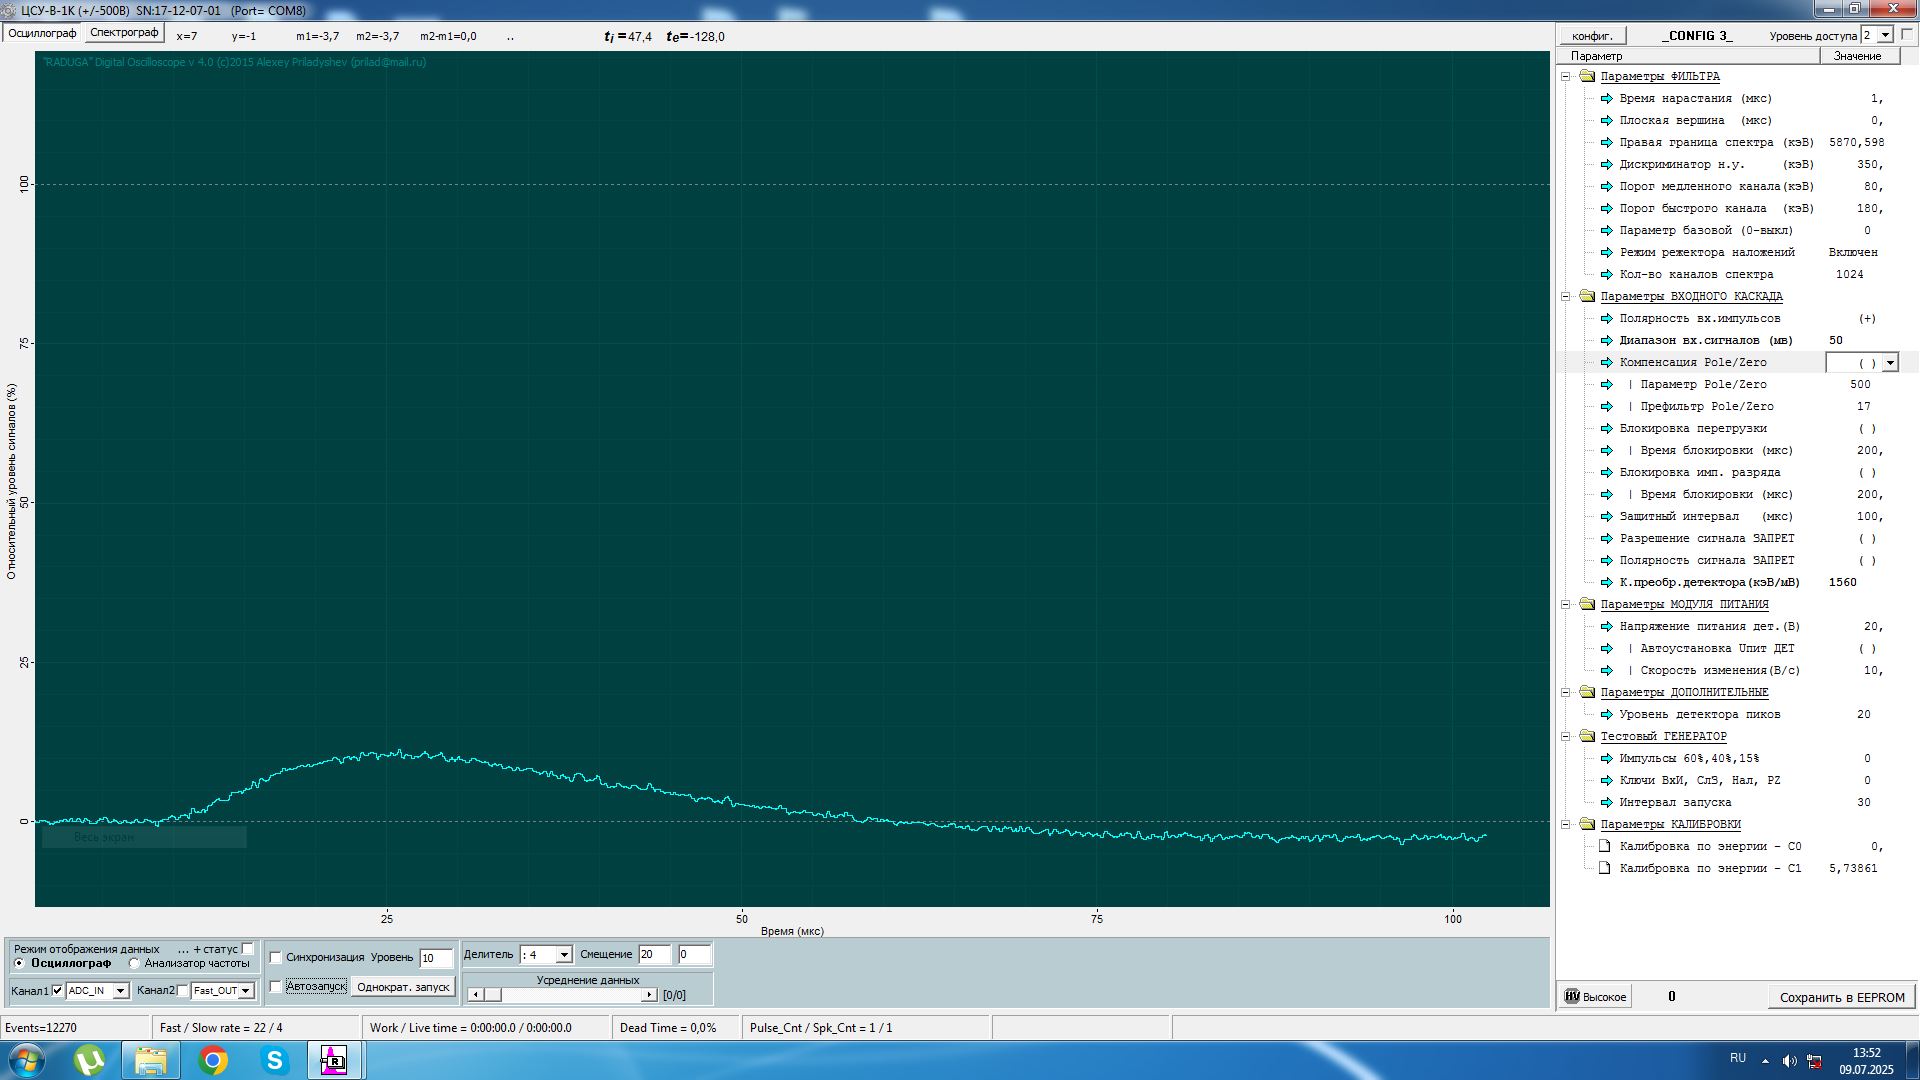 ЦСУ-В-1К (+/-500В)  SN:17-12-07-01   (Port= COM8)
Осциллограф Спектрограф x=7 y=-1 m1=-3,7 m2=-3,7 m2-m1=0,0 .. ti =47,4 te=-128,0
"RADUGA" Digital Oscilloscope v 4.0 (c)2015 Alexey Priladyshev (prilad@mail.ru)
100
75
50
25
0
Относительный уровень сигналов (%)
Весь экран
25 50 75 100
Время (мкс)
конфиг. _CONFIG 3_ Уровень доступа 2
Параметр Значение
Параметры ФИЛЬТРА
Время нарастания (мкс) 1,
Плоская вершина (мкс) 0,
Правая граница спектра (кэВ) 5870,598
Дискриминатор н.у. (кэВ) 350,
Порог медленного канала(кэВ) 80,
Порог быстрого канала (кэВ) 180,
Параметр базовой (0-выкл) 0
Режим режектора наложений Включен
Кол-во каналов спектра 1024
Параметры ВХОДНОГО КАСКАДА
Полярность вх.импульсов (+)
Диапазон вх.сигналов (мв) 50
Компенсация Pole/Zero ( )
| Параметр Pole/Zero 500
| Префильтр Pole/Zero 17
Блокировка перегрузки ( )
| Время блокировки (мкс) 200,
Блокировка имп. разряда ( )
| Время блокировки (мкс) 200,
Защитный интервал (мкс) 100,
Разрешение сигнала ЗАПРЕТ ( )
Полярность сигнала ЗАПРЕТ ( )
К.преобр.детектора(кэВ/мВ) 1560
Параметры МОДУЛЯ ПИТАНИЯ
Напряжение питания дет.(В) 20,
| Автоустановка Uпит ДЕТ ( )
| Скорость изменения(В/с) 10,
Параметры ДОПОЛНИТЕЛЬНЫЕ
Уровень детектора пиков 20
Тестовый ГЕНЕРАТОР
Импульсы 60%,40%,15% 0
Ключи ВхИ, СлЗ, Нал, PZ 0
Интервал запуска 30
Параметры КАЛИБРОВКИ
Калибровка по энергии - C0 0,
Калибровка по энергии - C1 5,73861
HV Высокое 0 Сохранить в EEPROM
Режим отображения данных ... + статус
Осциллограф Анализатор частоты
Канал1 ADC_IN Канал2 Fast_OUT
Синхронизация Уровень 10
Автозапуск Однократ. запуск
Делитель : 4 Смещение 20 0
Усреднение данных
[0/0]
Events=12270 Fast / Slow rate = 22 / 4 Work / Live time = 0:00:00.0 / 0:00:00.0 Dead Time = 0,0% Pulse_Cnt / Spk_Cnt = 1 / 1
RU 13:52
09.07.2025